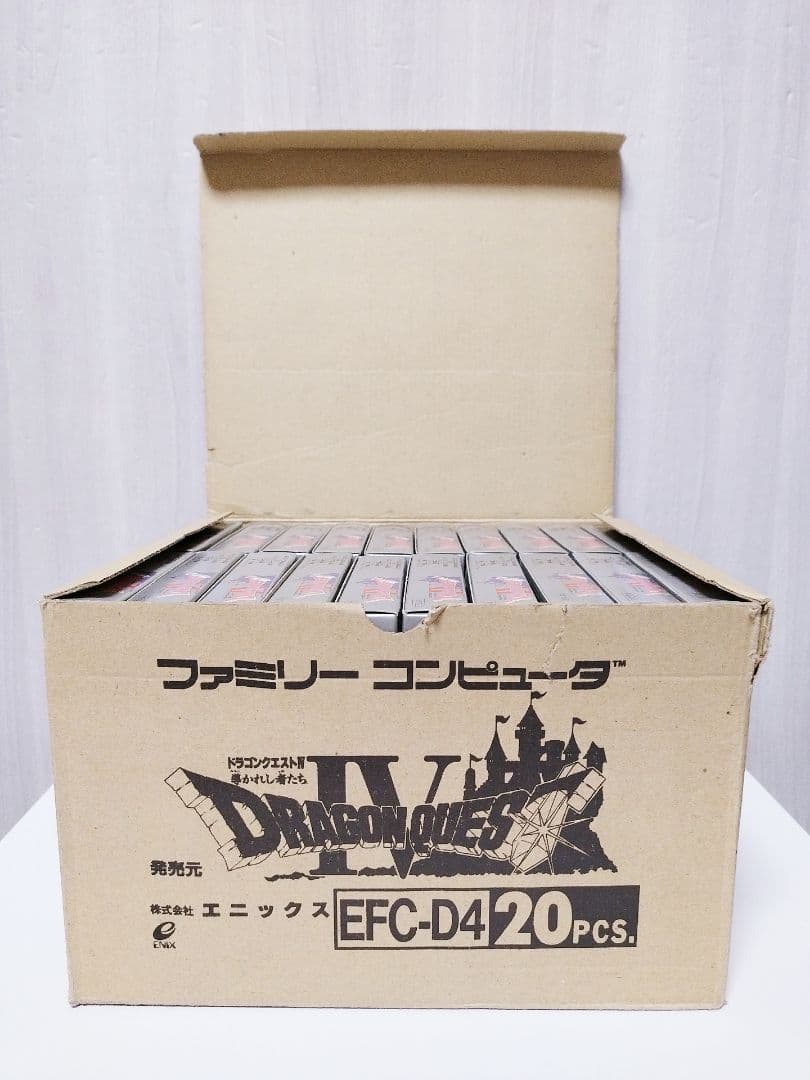 ファミリー コンピュータ™
ドラゴンクエストIV
導かれし者たち
IV
DRAGON QUEST
発売元
株式会社 エニックス
EFC-D4 20PCS.
e
ENIX